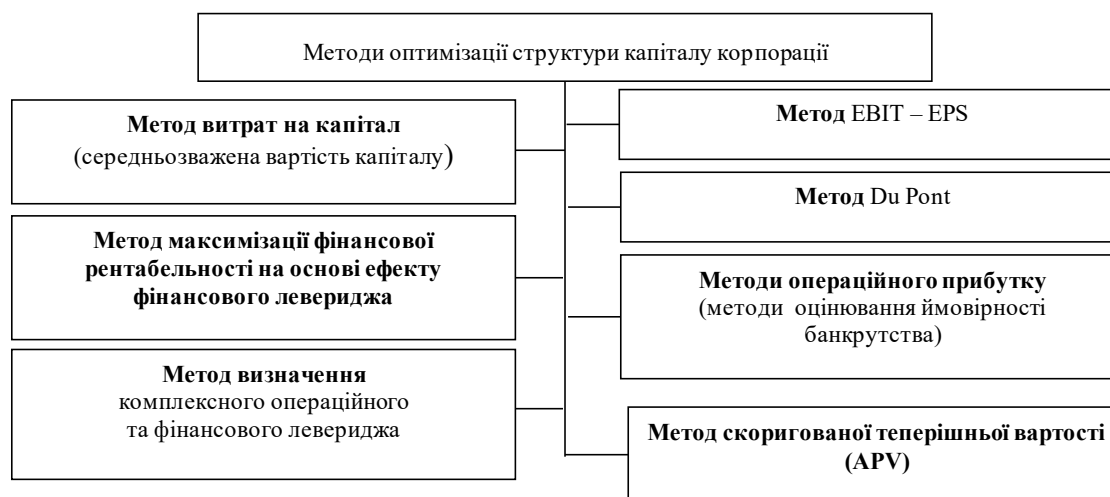 Методи оптимізації структури капіталу корпорації
Метод витрат на капітал
(середньозважена вартість капіталу)
Метод максимізації фінансової
рентабельності на основі ефекту
фінансового левериджа
Метод визначення
комплексного операційного
та фінансового левериджа
Метод EBIT – EPS
Метод Du Pont
Методи операційного прибутку
(методи оцінювання ймовірності
банкрутства)
Метод скоригованої теперішньої вартості
(APV)